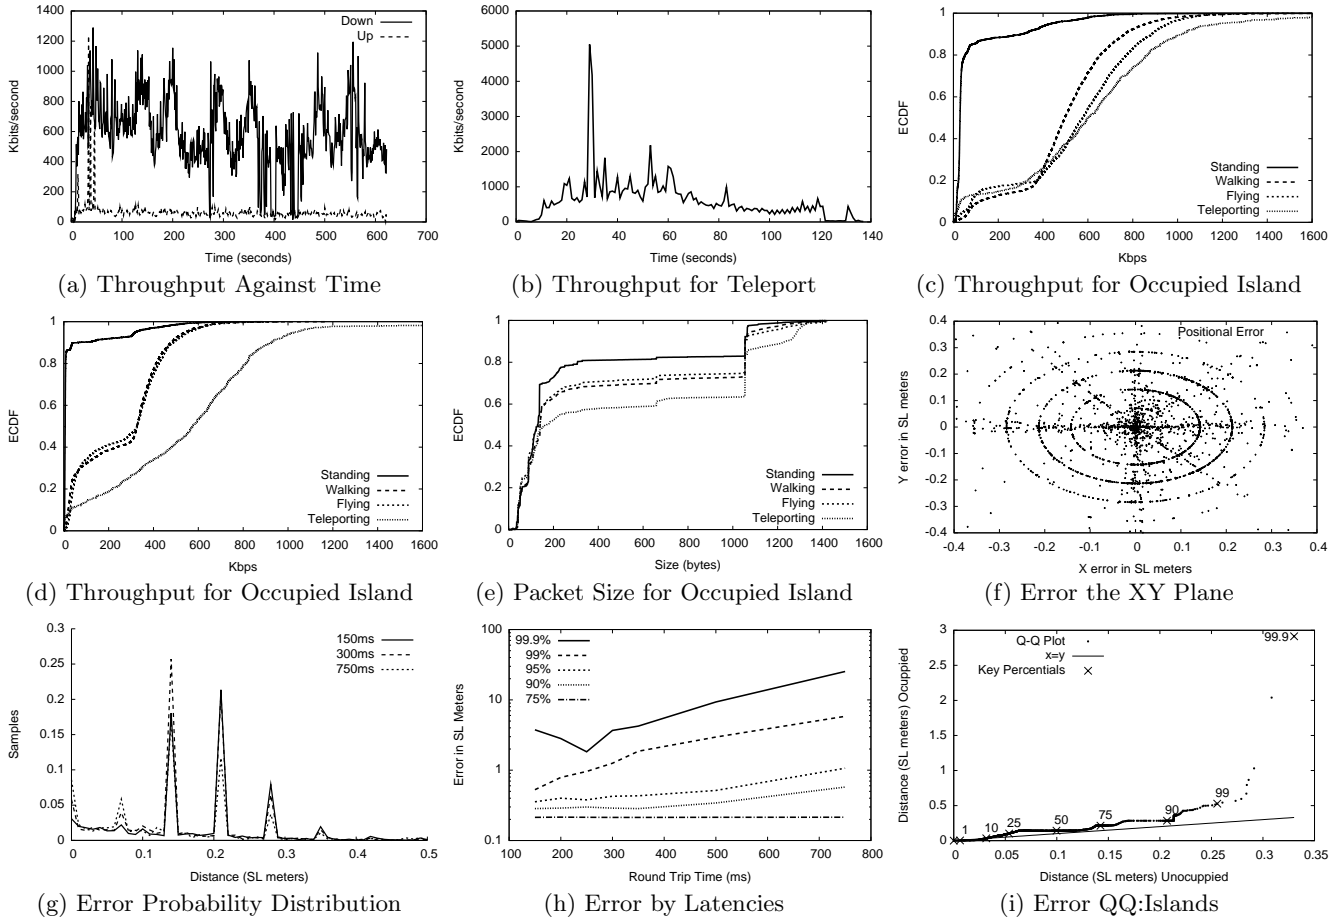 1400
1200
1000
800
600
400
200
0
Kbits/second
Down
Up
0 100 200 300 400 500 600 700
Time (seconds)
(a) Throughput Against Time
6000
5000
4000
3000
2000
1000
0
Kbits/second
0 20 40 60 80 100 120 140
Time (seconds)
(b) Throughput for Teleport
1
0.8
0.6
0.4
0.2
0
ECDF
Standing
Walking
Flying
Teleporting
0 200 400 600 800 1000 1200 1400 1600
Kbps
(c) Throughput for Occupied Island
1
0.8
0.6
0.4
0.2
0
ECDF
Standing
Walking
Flying
Teleporting
0 200 400 600 800 1000 1200 1400 1600
Kbps
(d) Throughput for Occupied Island
1
0.8
0.6
0.4
0.2
0
ECDF
Standing
Walking
Flying
Teleporting
0 200 400 600 800 1000 1200 1400 1600
Size (bytes)
(e) Packet Size for Occupied Island
0.4
0.3
0.2
0.1
0
-0.1
-0.2
-0.3
-0.4
Y error in SL meters
Positional Error
-0.4 -0.3 -0.2 -0.1 0 0.1 0.2 0.3 0.4
X error in SL meters
(f) Error the XY Plane
0.3
0.25
0.2
0.15
0.1
0.05
0
Samples
150ms
300ms
750ms
0 0.1 0.2 0.3 0.4 0.5
Distance (SL meters)
(g) Error Probability Distribution
100
10
1
0.1
Error in SL Meters
99.9%
99%
95%
90%
75%
100 200 300 400 500 600 700 800
Round Trip Time (ms)
(h) Error by Latencies
3
2.5
2
1.5
1
0.5
0
Distance (SL meters) Ocuppied
Q-Q Plot
x=y
Key Percentials
1 10 25 50 75 90 99 99.9
0 0.05 0.1 0.15 0.2 0.25 0.3 0.35
Distance (SL meters) Unocuppied
(i) Error QQ:Islands